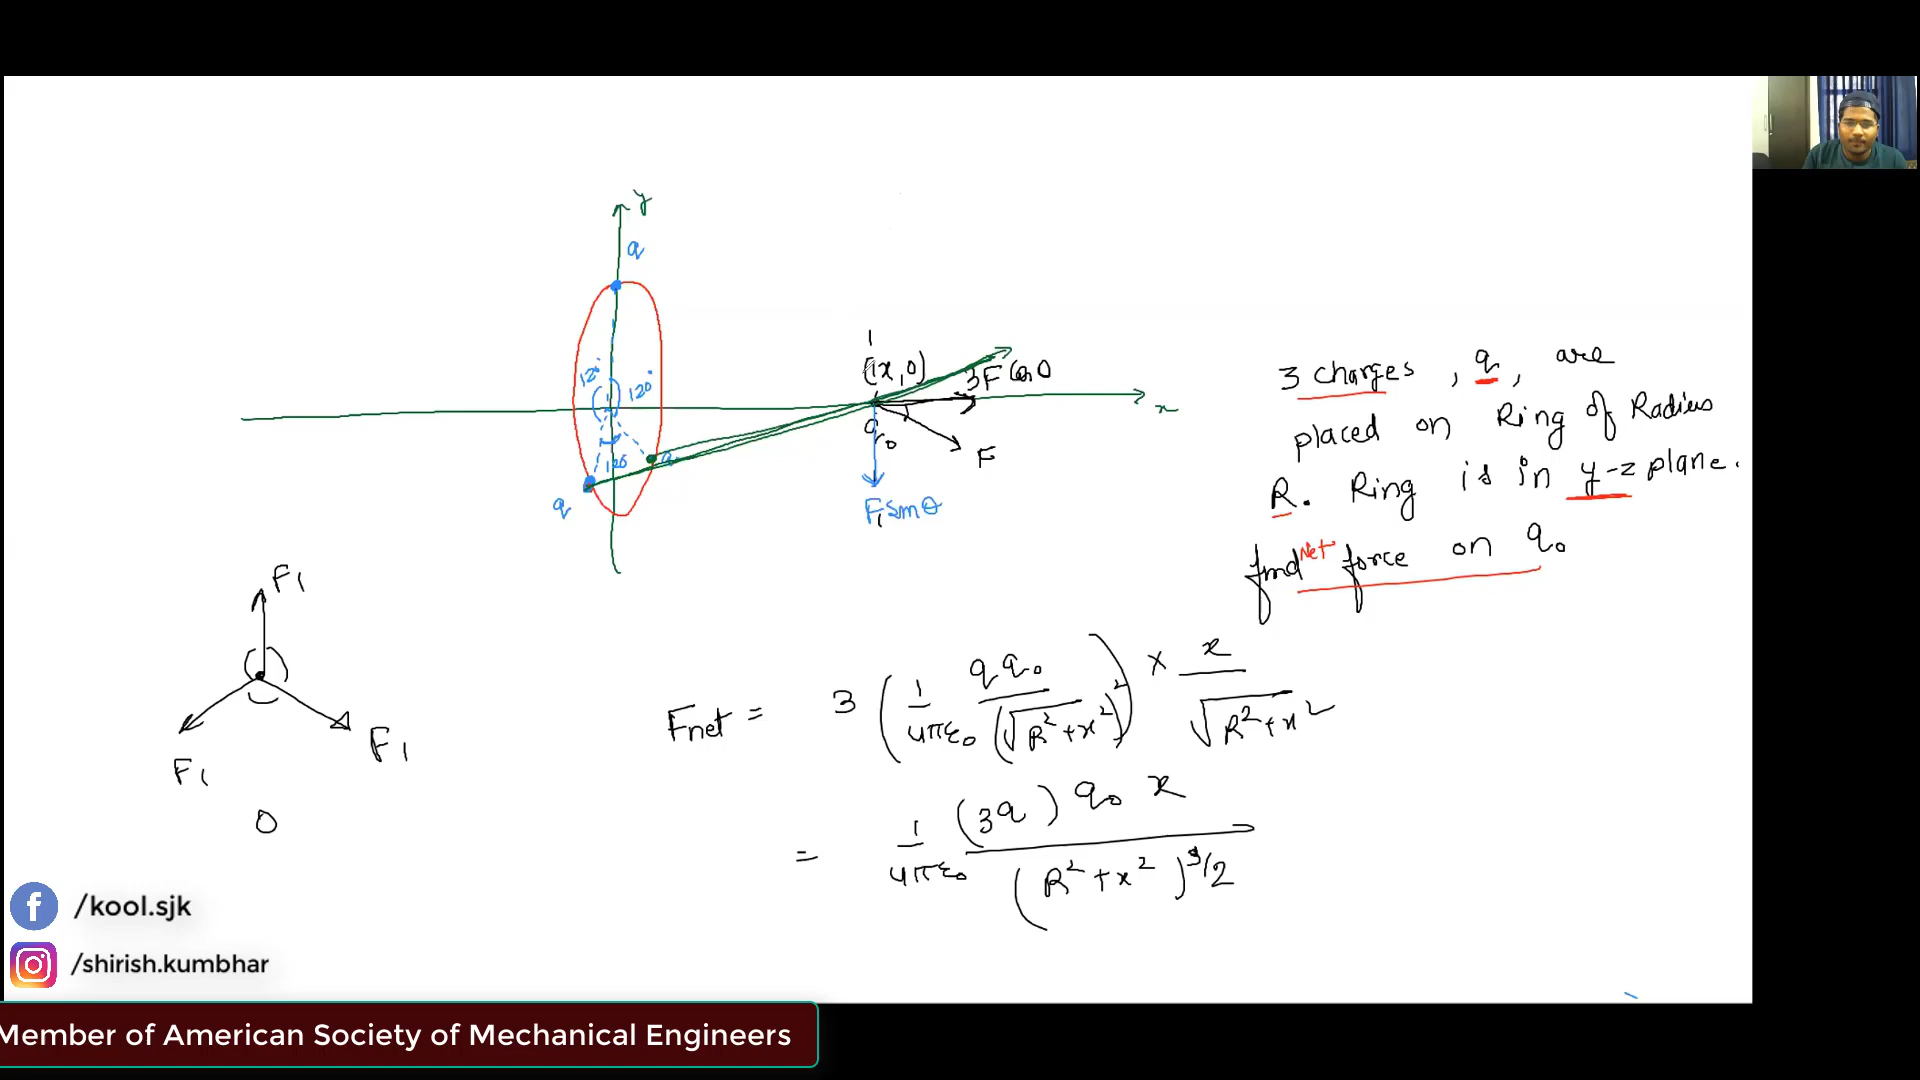 y
q
120°
120°
120
q
q
(x,0)
3F Cos θ
x
q₀
F
F₁ sin θ
3 charges, q, are
placed on Ring of Radius
R. Ring is in y-z plane.
find Net force on q₀
F₁
F₁
F₁
0
Fnet = 3 (1/4πε₀ qq₀/(√R²+x²)²) × x/√R²+x²
= 1/4πε₀ (3q) q₀ x/(R²+x²)^3/2
/kool.sjk
/shirish.kumbhar
Member of American Society of Mechanical Engineers